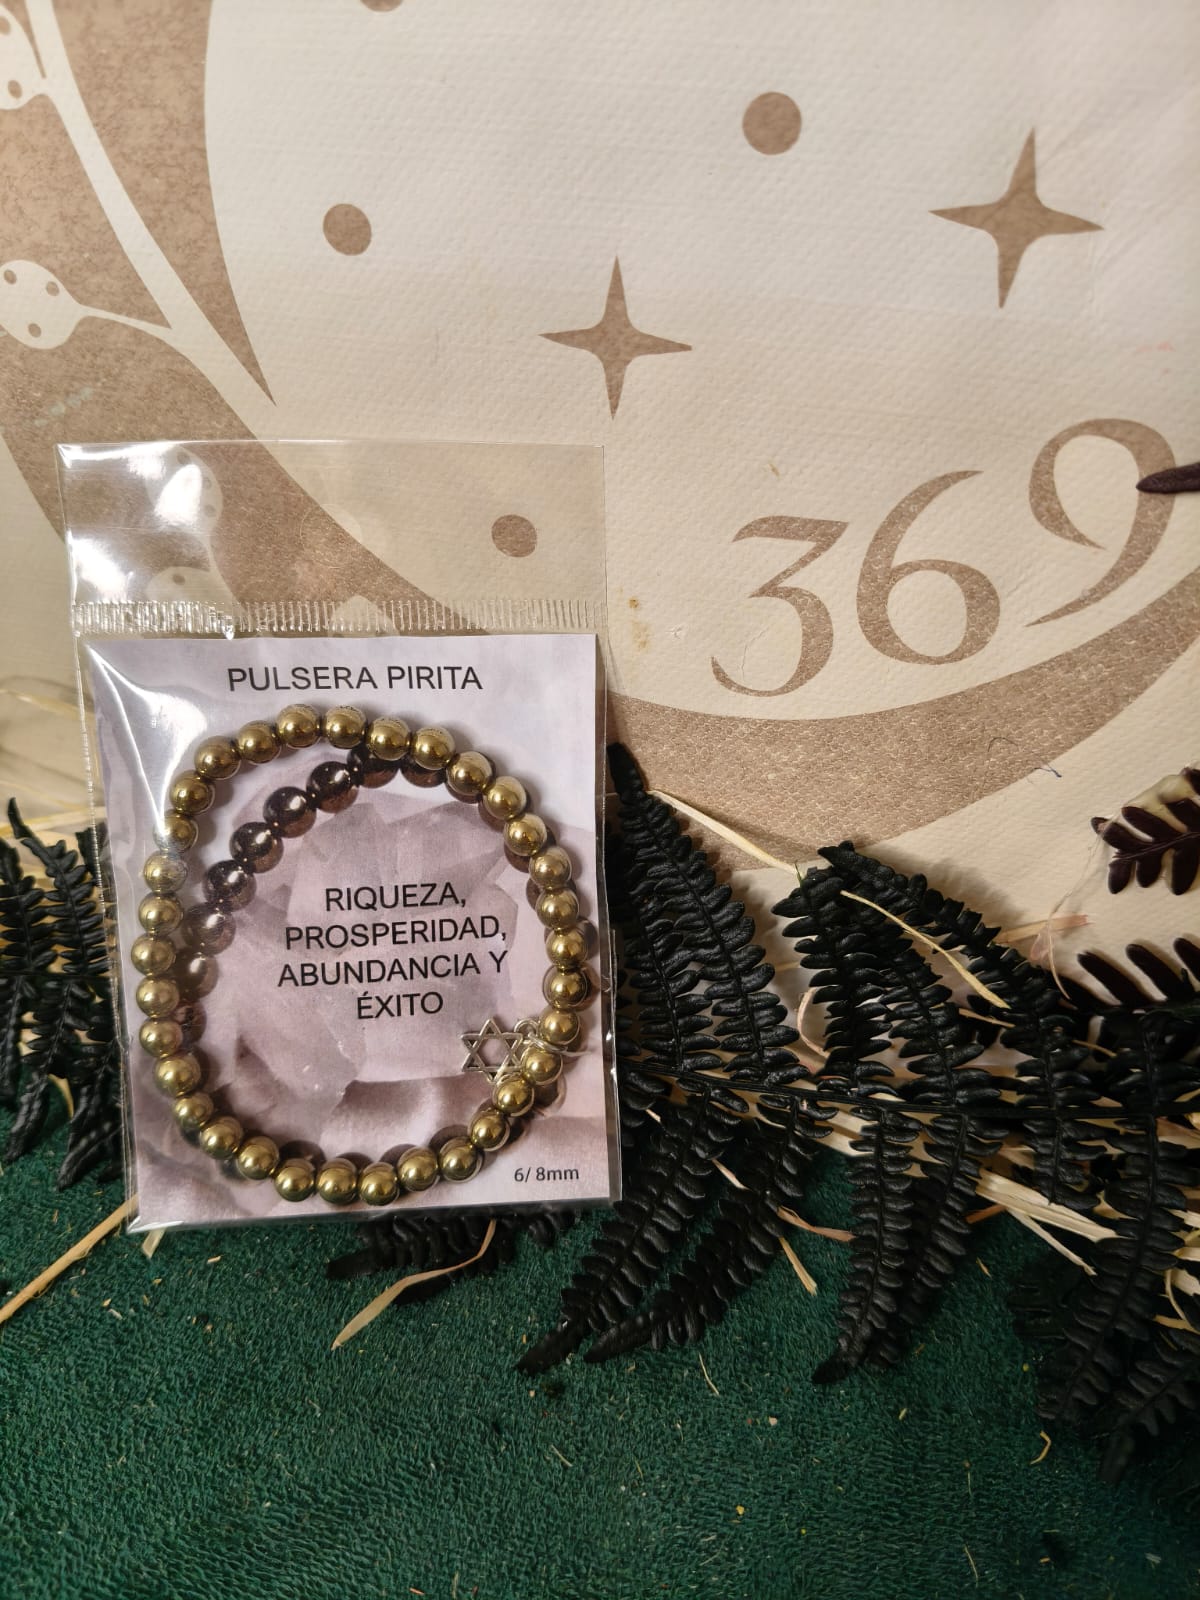 369
PULSERA PIRITA
RIQUEZA,
PROSPERIDAD,
ABUNDANCIA Y
ÉXITO
6/ 8mm